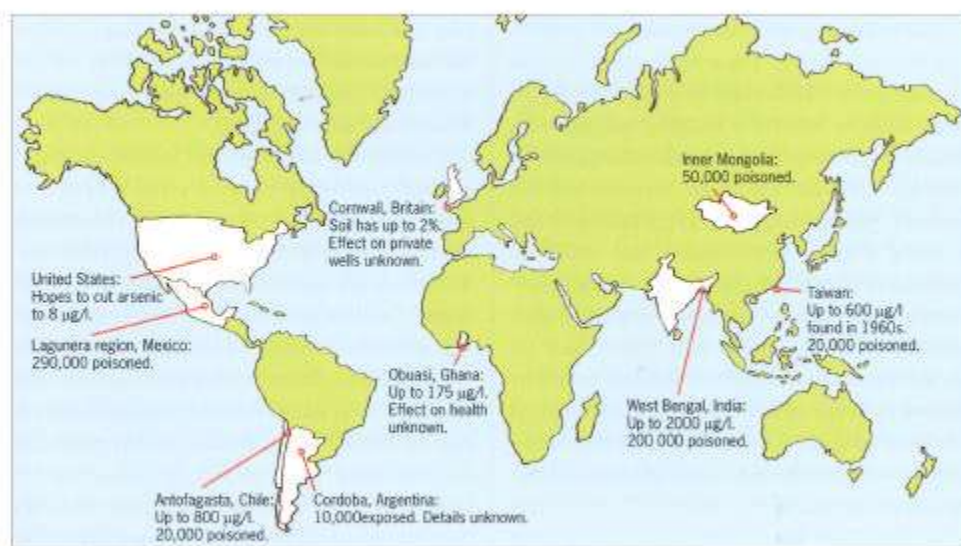 Inner Mongolia:
50,000 poisoned.
Cornwall, Britain:
Soil has up to 2%.
Effect on private
wells unknown.
United States:
Hopes to cut arsenic
to 8 µg/l.
Lagunera region, Mexico:
290,000 poisoned.
Taiwan:
Up to 600 µg/l
found in 1960s.
20,000 poisoned.
Obuasi, Ghana:
Up to 175 µg/l.
Effect on health
unknown.
West Bengal, India:
Up to 2000 µg/l.
200 000 poisoned.
Antofagasta, Chile:
Up to 800 µg/l.
20,000 poisoned.
Cordoba, Argentina:
10,000exposed. Details unknown.